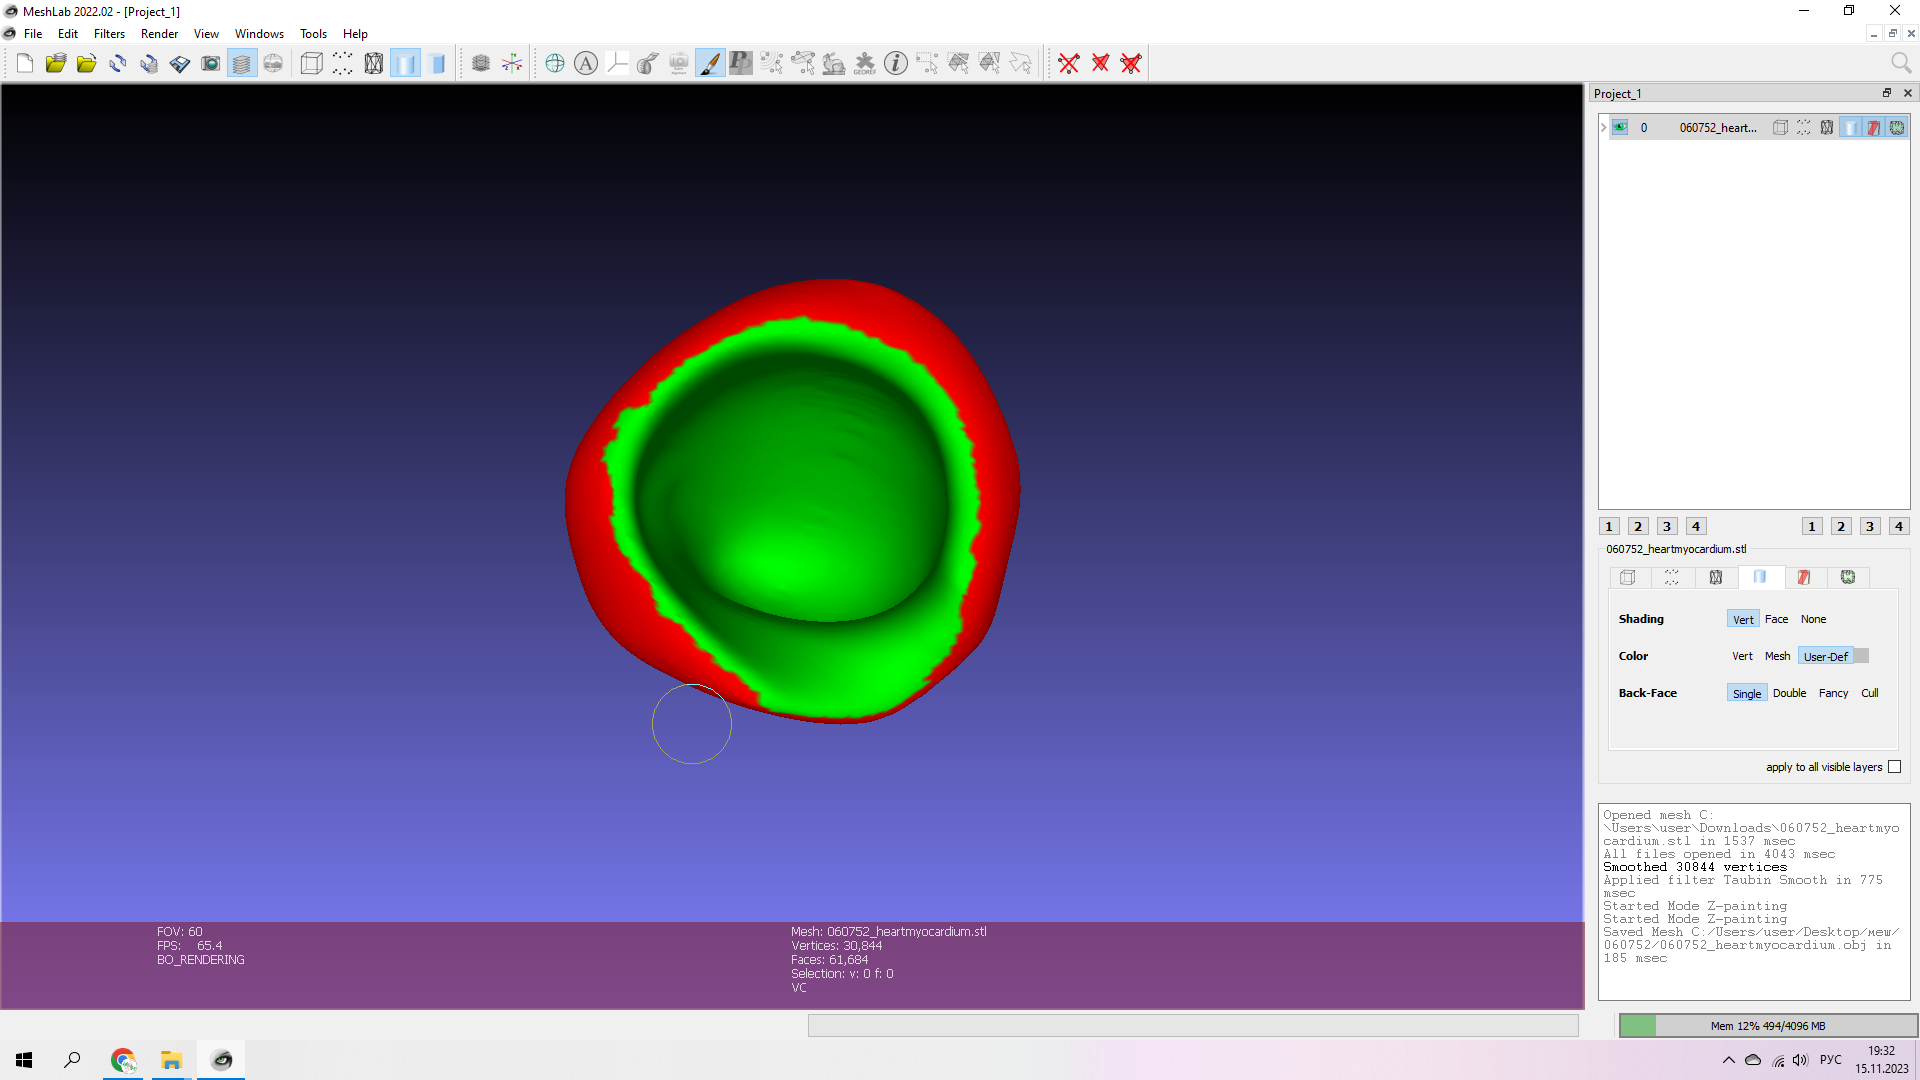 MeshLab 2022.02 - [Project_1]
File Edit Filters Render View Windows Tools Help
A
GEOREF
Project_1
0 060752_heart...
1 2 3 4 1 2 3 4
060752_heartmyocardium.stl
Shading Vert Face None
Color Vert Mesh User-Def
Back-Face Single Double Fancy Cull
apply to all visible layers
Opened mesh C:
\Users\user\Downloads\060752_heartmyo
cardium.stl in 1537 msec
All files opened in 4043 msec
Smoothed 30844 vertices
Applied filter Taubin Smooth in 775
msec
Started Mode Z-painting
Started Mode Z-painting
Saved Mesh C:/Users/user/Desktop/мew/
060752/060752_heartmyocardium.obj in
185 msec
FOV: 60
FPS: 65.4
BO_RENDERING
Mesh: 060752_heartmyocardium.stl
Vertices: 30,844
Faces: 61,684
Selection: v: 0 f: 0
VC
Mem 12% 494/4096 MB
РУС
19:32
15.11.2023